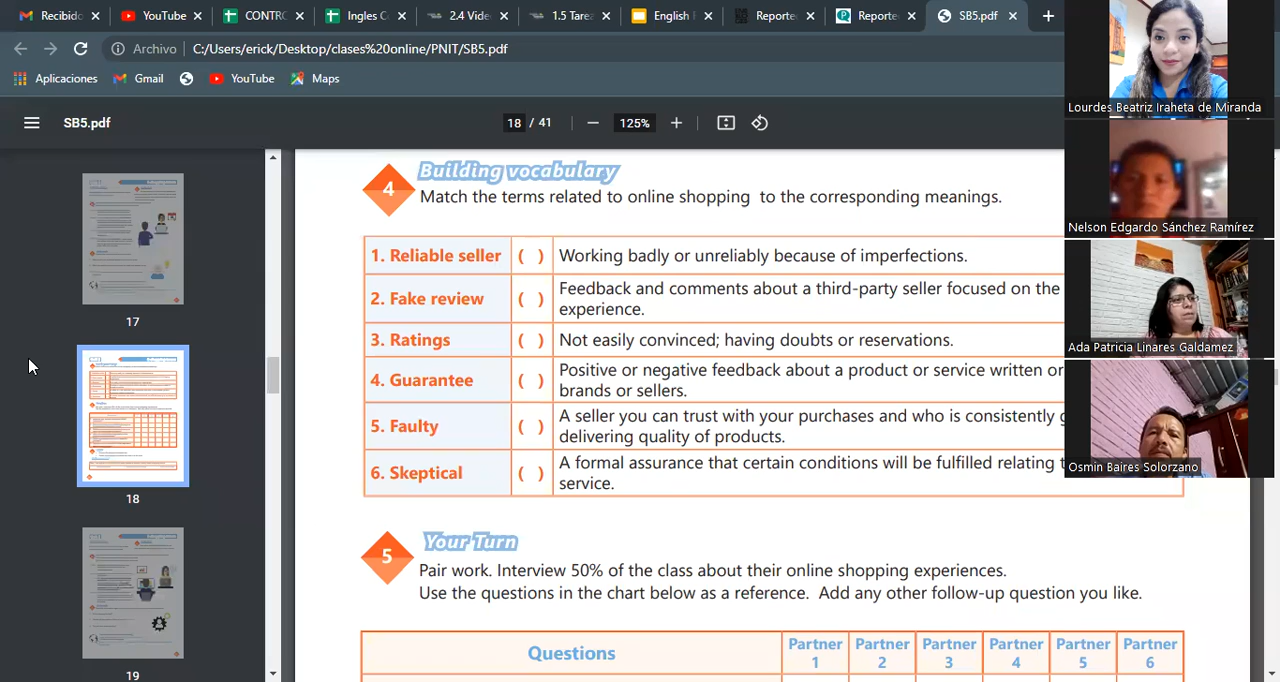 Recibido
YouTube
CONTRO
Ingles C
2.4 Vide
1.5 Tare
English
Reporte
Reporte
SB5.pdf
Archivo C:/Users/erick/Desktop/clases%20online/PNIT/SB5.pdf
Aplicaciones Gmail YouTube Maps
SB5.pdf
18 / 41 125%
Lourdes Beatriz Iraheta de Miranda
Nelson Edgardo Sánchez Ramírez
Ada Patricia Linares Galdamez
Osmin Baires Solorzano
17
18
19
4 Building vocabulary
Match the terms related to online shopping to the corresponding meanings.
1. Reliable seller ( ) Working badly or unreliably because of imperfections.
2. Fake review ( ) Feedback and comments about a third-party seller focused on the
experience.
3. Ratings ( ) Not easily convinced; having doubts or reservations.
4. Guarantee ( ) Positive or negative feedback about a product or service written or
brands or sellers.
5. Faulty ( ) A seller you can trust with your purchases and who is consistently g
delivering quality of products.
6. Skeptical ( ) A formal assurance that certain conditions will be fulfilled relating t
service.
5 Your Turn
Pair work. Interview 50% of the class about their online shopping experiences.
Use the questions in the chart below as a reference. Add any other follow-up question you like.
Questions
Partner 1
Partner 2
Partner 3
Partner 4
Partner 5
Partner 6